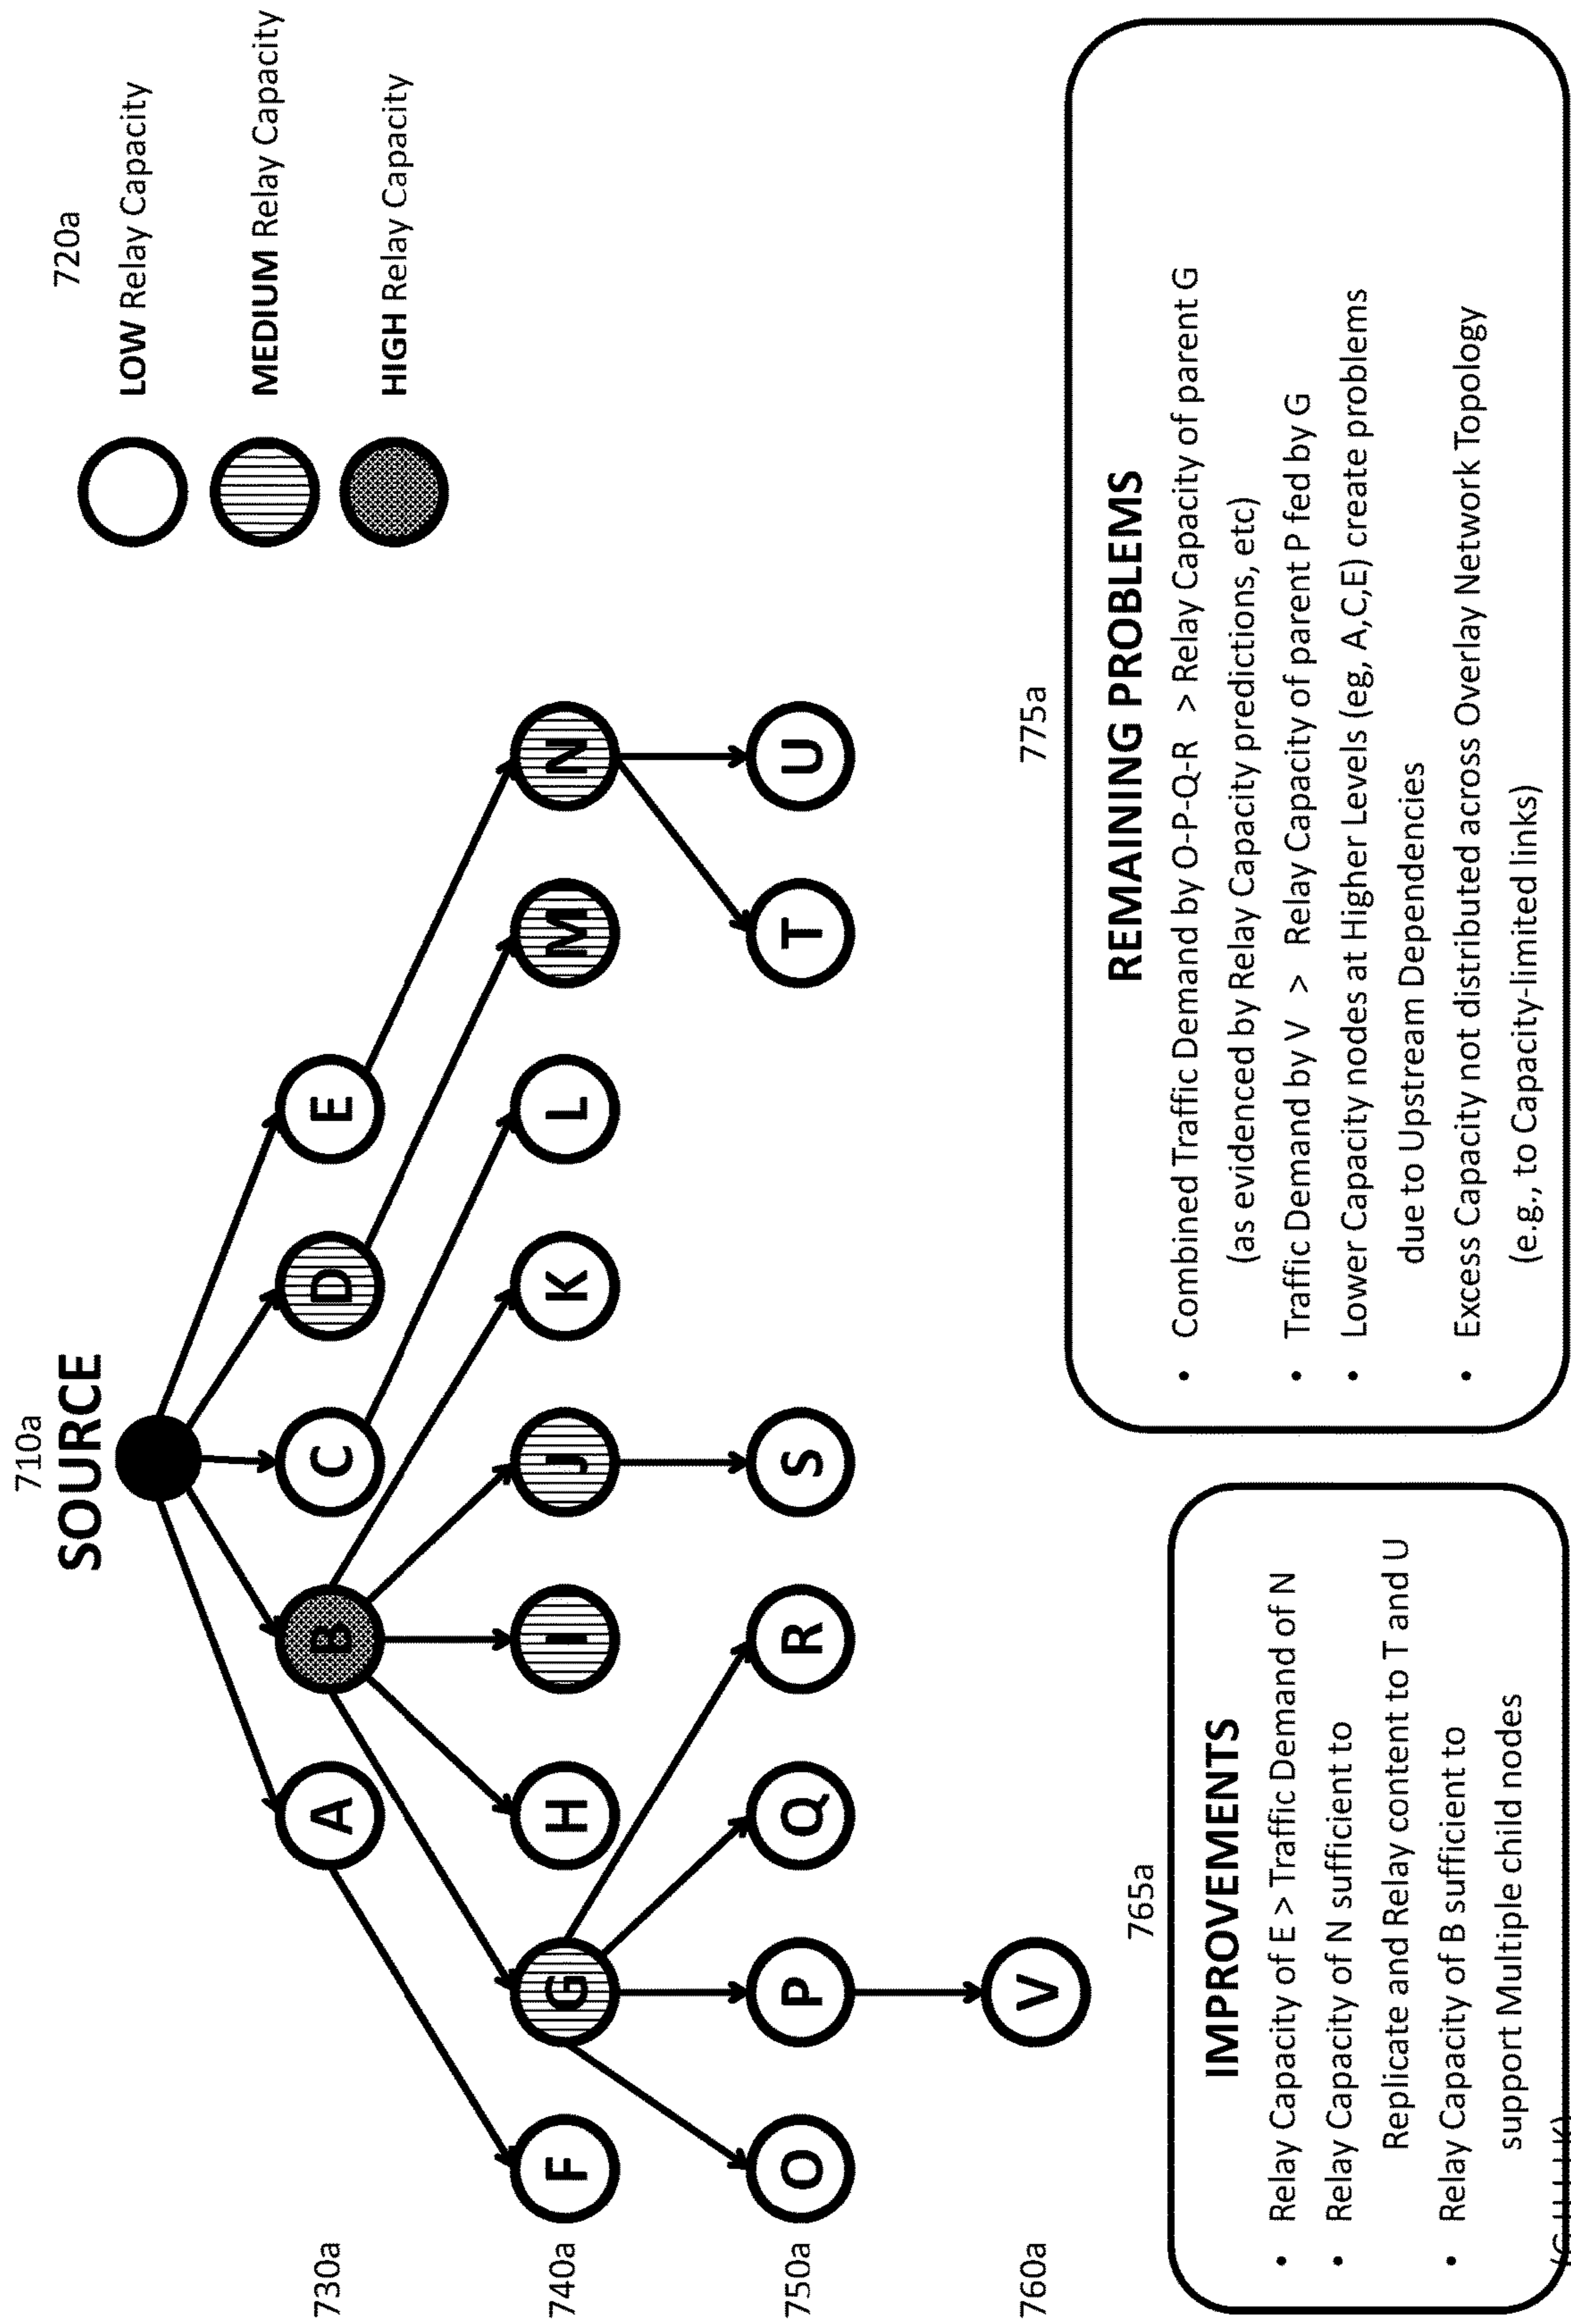 710a
SOURCE
720a
LOW Relay Capacity
MEDIUM Relay Capacity
HIGH Relay Capacity
730a
A
B
C
D
E
740a
F
G
H
I
J
K
L
M
N
750a
O
P
Q
R
S
T
U
760a
V
765a
IMPROVEMENTS
• Relay Capacity of E > Traffic Demand of N
• Relay Capacity of N sufficient to
Replicate and Relay content to T and U
• Relay Capacity of B sufficient to
support Multiple child nodes
775a
REMAINING PROBLEMS
• Combined Traffic Demand by O-P-Q-R > Relay Capacity of parent G
(as evidenced by Relay Capacity predictions, etc)
• Traffic Demand by V > Relay Capacity of parent P fed by G
• Lower Capacity nodes at Higher Levels (eg, A,C,E) create problems
due to Upstream Dependencies
• Excess Capacity not distributed across Overlay Network Topology
(e.g., to Capacity-limited links)